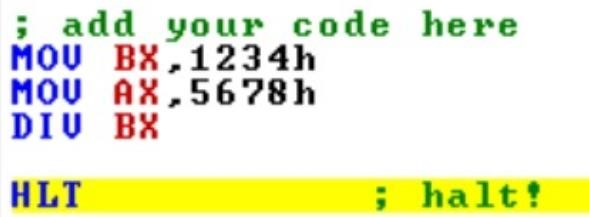 ; add your code here
MOV BX,1234h
MOV AX,5678h
DIV BX
HLT ; halt!